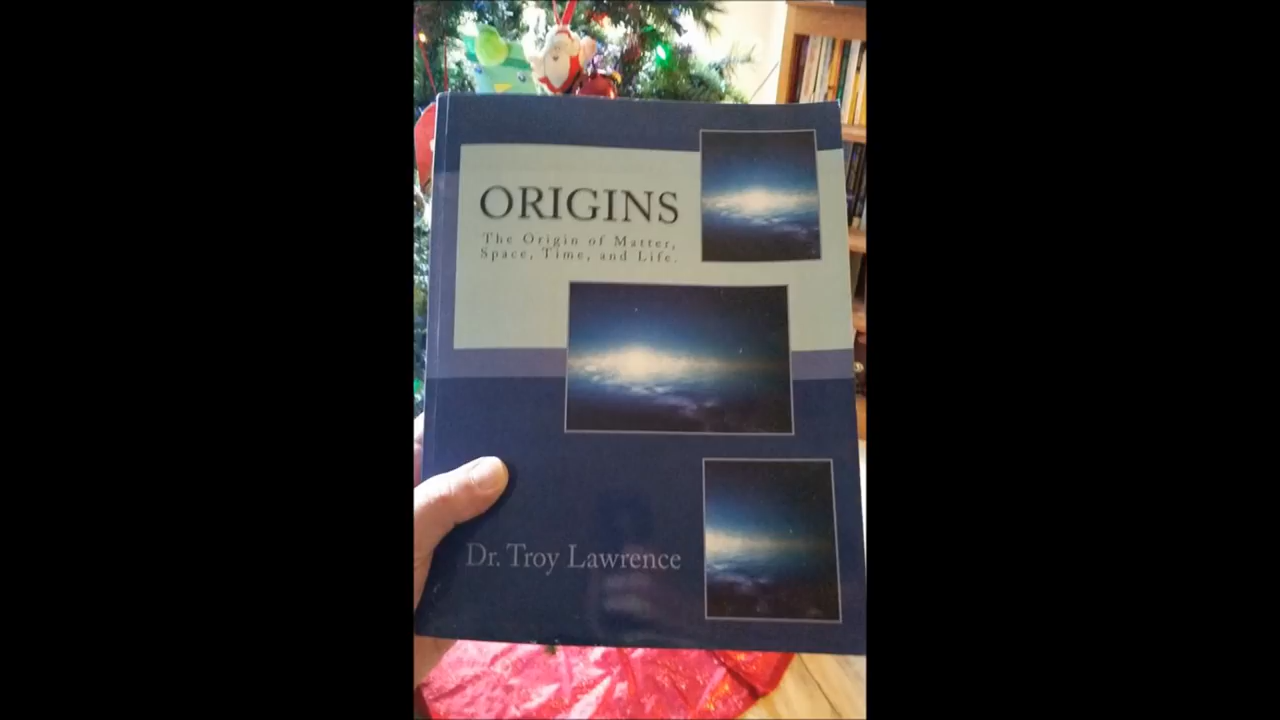 ORIGINS
The Origin of Matter,
Space, Time, and Life.
Dr. Troy Lawrence